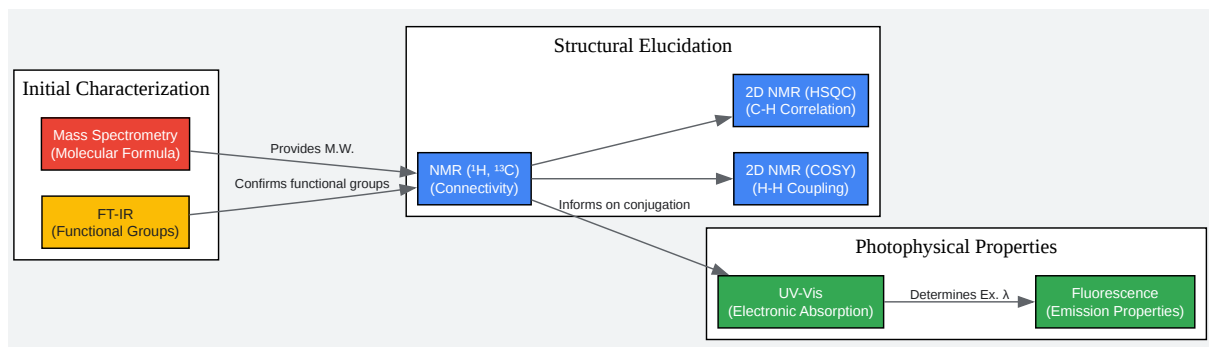 Initial Characterization
Mass Spectrometry
(Molecular Formula)
FT-IR
(Functional Groups)
Provides M.W.
Confirms functional groups
Structural Elucidation
NMR (¹H, ¹³C)
(Connectivity)
2D NMR (HSQC)
(C-H Correlation)
2D NMR (COSY)
(H-H Coupling)
Informs on conjugation
Photophysical Properties
UV-Vis
(Electronic Absorption)
Determines Ex. λ
Fluorescence
(Emission Properties)